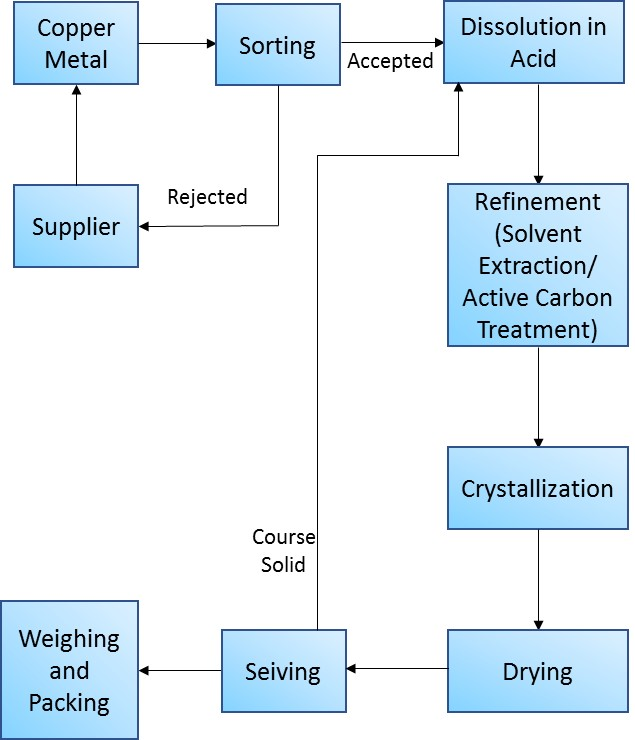 Copper
Metal
Sorting
Accepted
Dissolution in
Acid
Rejected
Supplier
Refinement
(Solvent
Extraction/
Active Carbon
Treatment)
Crystallization
Course
Solid
Weighing
and
Packing
Seiving
Drying